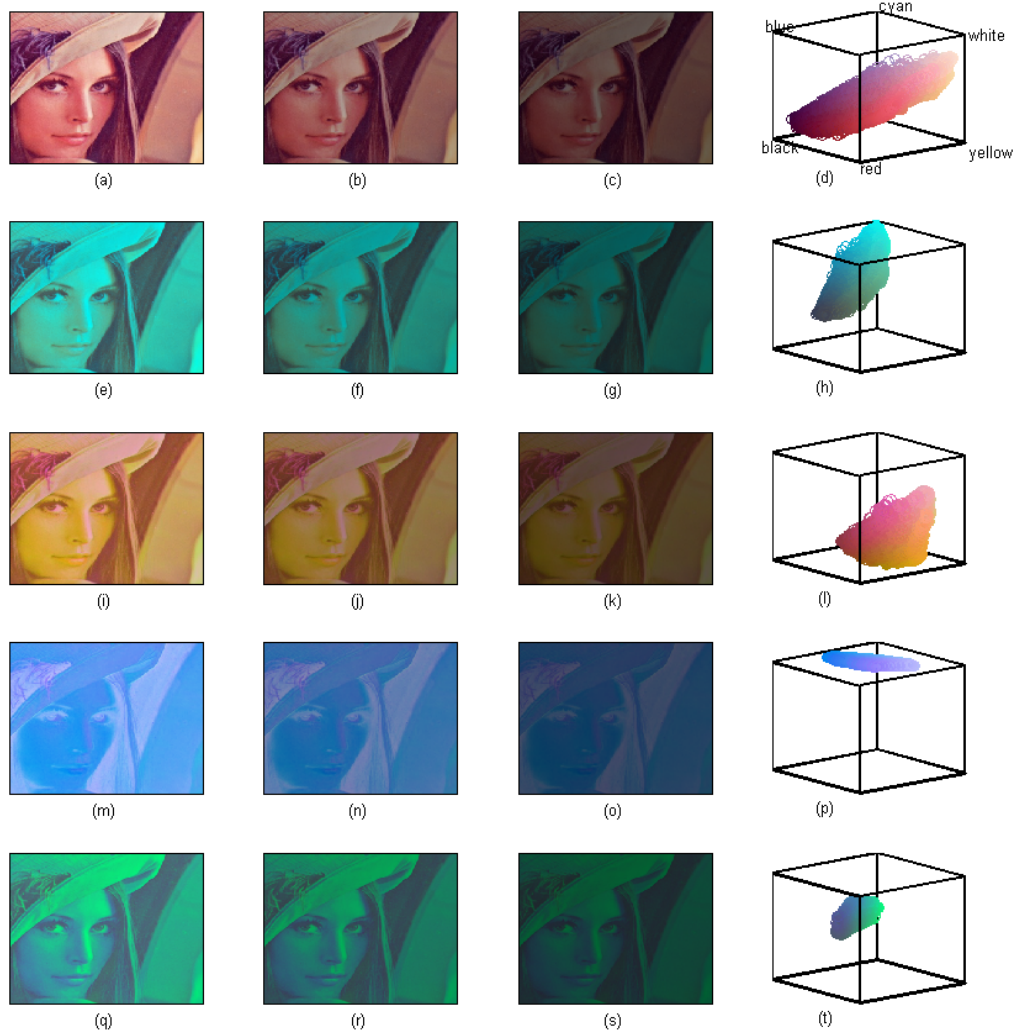 cyan
blue
white
black
red
yellow
(a) (b) (c) (d)
(e) (f) (g) (h)
(i) (j) (k) (l)
(m) (n) (o) (p)
(q) (r) (s) (t)